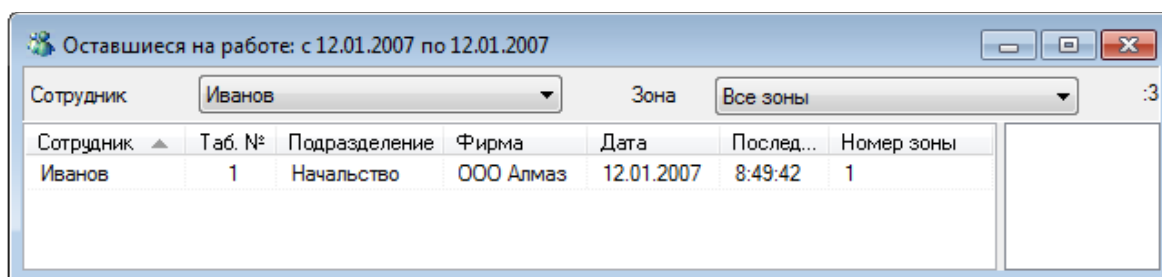 Оставшиеся на работе: с 12.01.2007 по 12.01.2007
Сотрудник Иванов Зона Все зоны :3
Сотрудник Таб. № Подразделение Фирма Дата Послед... Номер зоны
Иванов 1 Начальство ООО Алмаз 12.01.2007 8:49:42 1